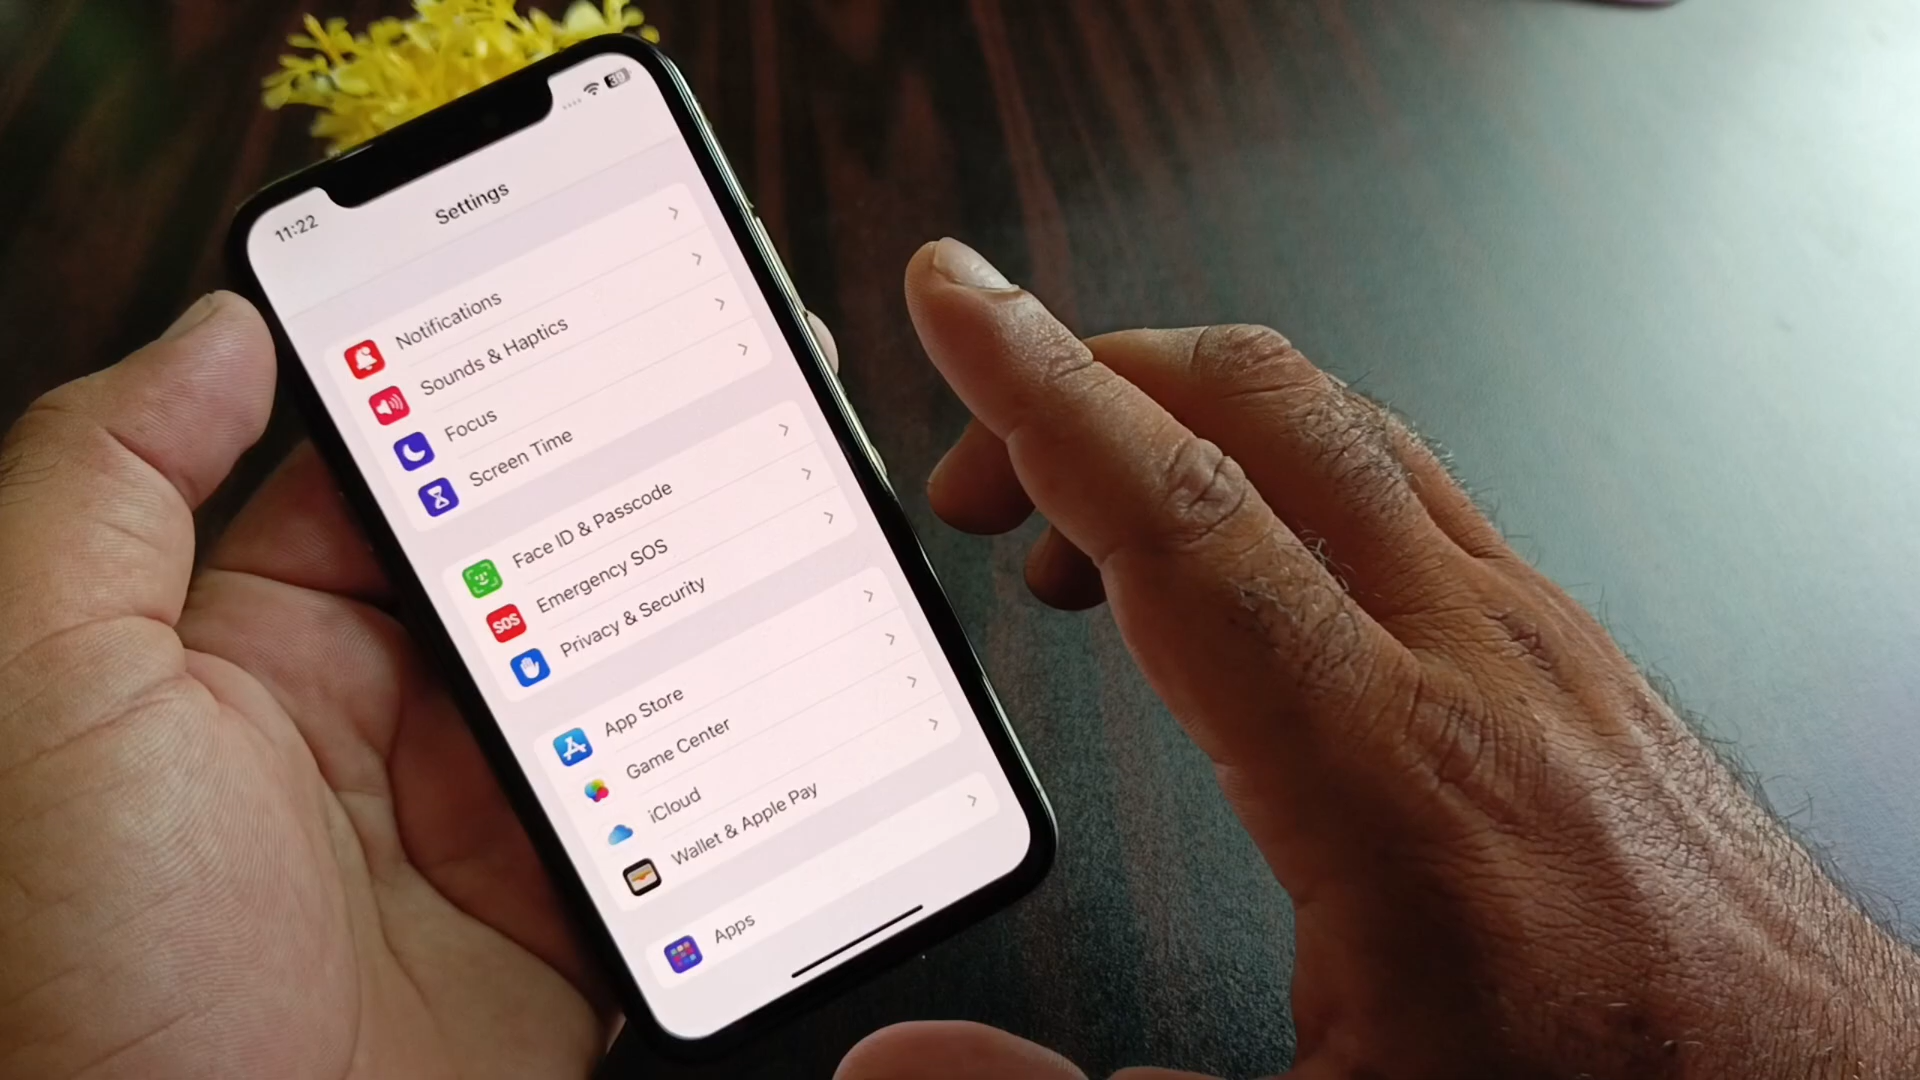 11:22
39
Settings
Notifications
Sounds & Haptics
Focus
Screen Time
Face ID & Passcode
SOS
Emergency SOS
Privacy & Security
App Store
Game Center
iCloud
Wallet & Apple Pay
Apps